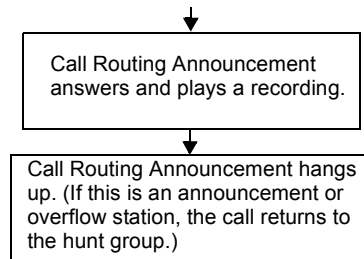 Call Routing Announcement
answers and plays a recording.
Call Routing Announcement hangs
up. (If this is an announcement or
overflow station, the call returns to
the hunt group.)